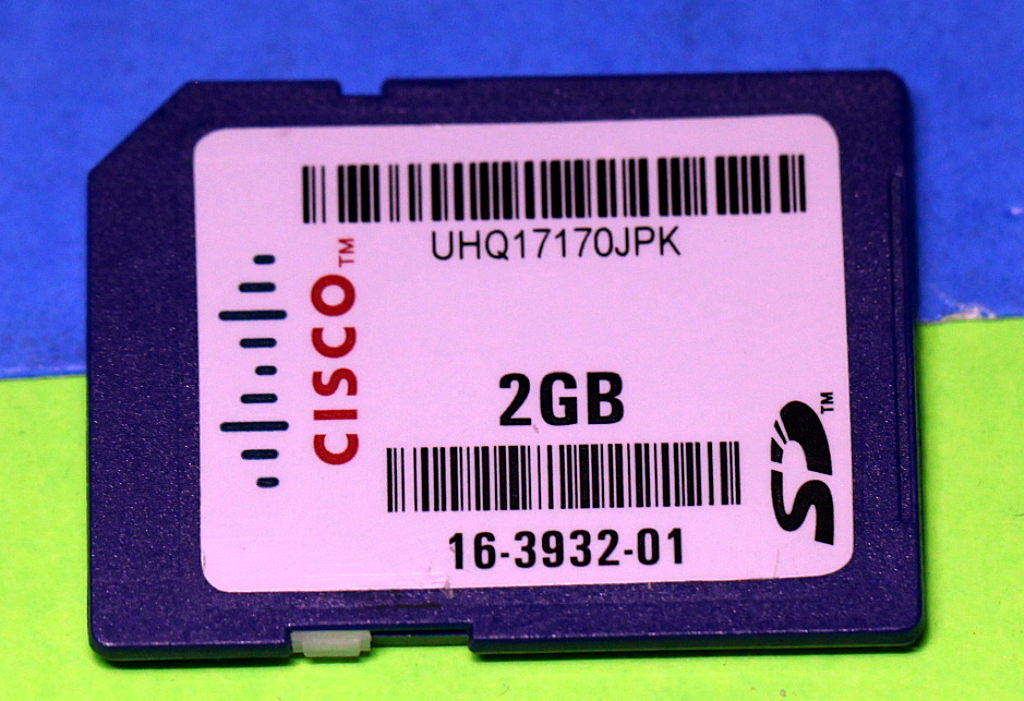 UHQ17170JPK
CISCO™
2GB
16-3932-01
SD™